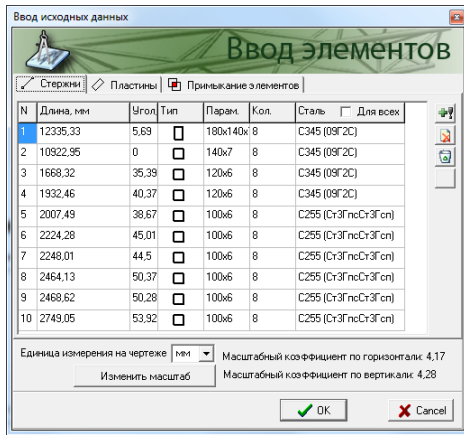 Ввод исходных данных
Ввод элементов
Стержни Пластины Примыкание элементов
N Длина, мм Угол Тип Парам. Кол. Сталь Для всех
1 12335,33 5,69 180x140x 8 С345 (09Г2С)
2 10922,95 0 140x7 8 С345 (09Г2С)
3 1668,32 35,39 120x6 8 С345 (09Г2С)
4 1932,46 40,37 120x6 8 С345 (09Г2С)
5 2007,49 38,67 100x6 8 С255 (Ст3Гпс Ст3Гсп)
6 2224,28 45,01 100x6 8 С255 (Ст3ГпсСт3Гсп)
7 2248,01 44,5 100x6 8 С255 (Ст3ГпсСт3Гсп)
8 2464,13 50,37 100x6 8 С255 (Ст3ГпсСт3Гсп)
9 2468,62 50,28 100x6 8 С255 (Ст3ГпсСт3Гсп)
10 2749,05 53,92 100x6 8 С255 (Ст3ГпсСт3Гсп)
Единица измерения на чертеже мм Масштабный коэффициент по горизонтали: 4,17
Изменить масштаб Масштабный коэффициент по вертикали: 4,28
OK Cancel